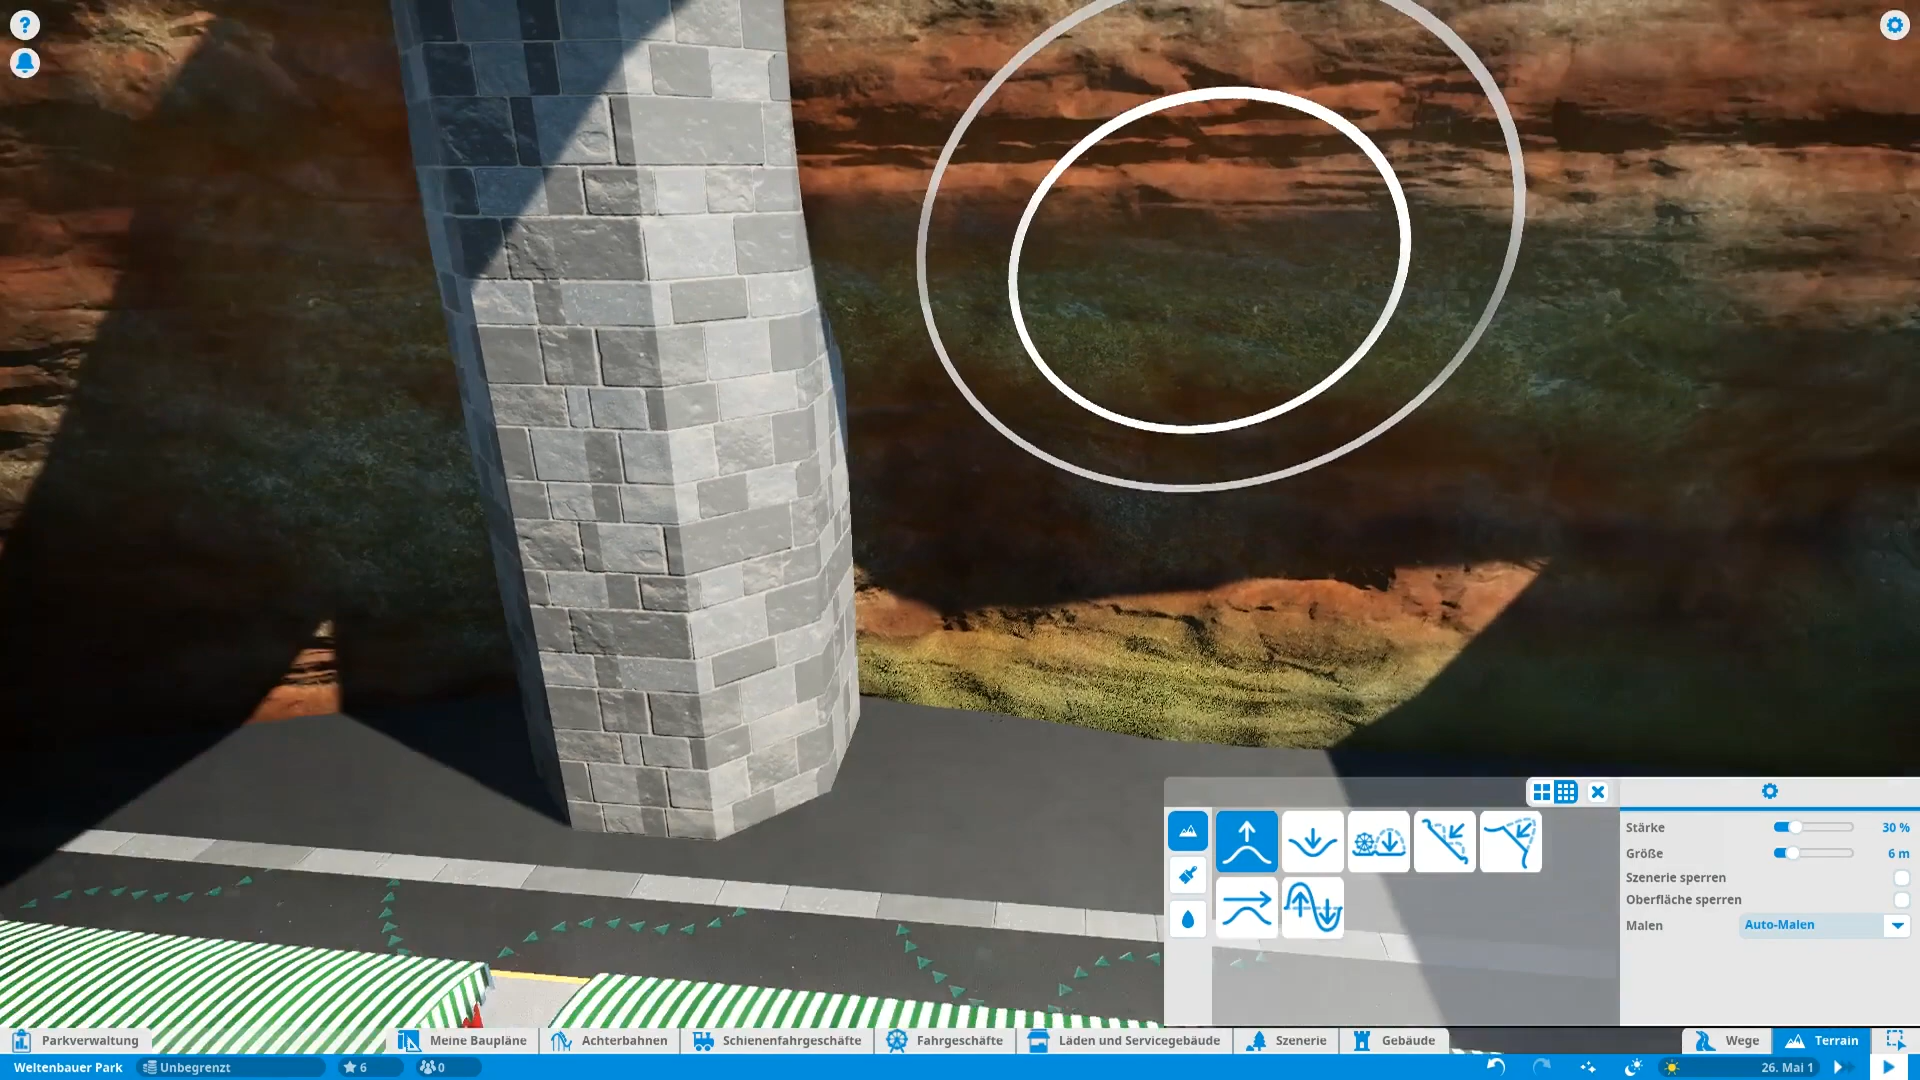 ?
Stärke
30 %
Größe
6 m
Szenerie sperren
Oberfläche sperren
Malen
Auto-Malen
Parkverwaltung
Meine Baupläne
Achterbahnen
Schienenfahrgeschäfte
Fahrgeschäfte
Läden und Servicegebäude
Szenerie
Gebäude
Wege
Terrain
Weltenbauer Park
Unbegrenzt
6
0
26. Mai 1